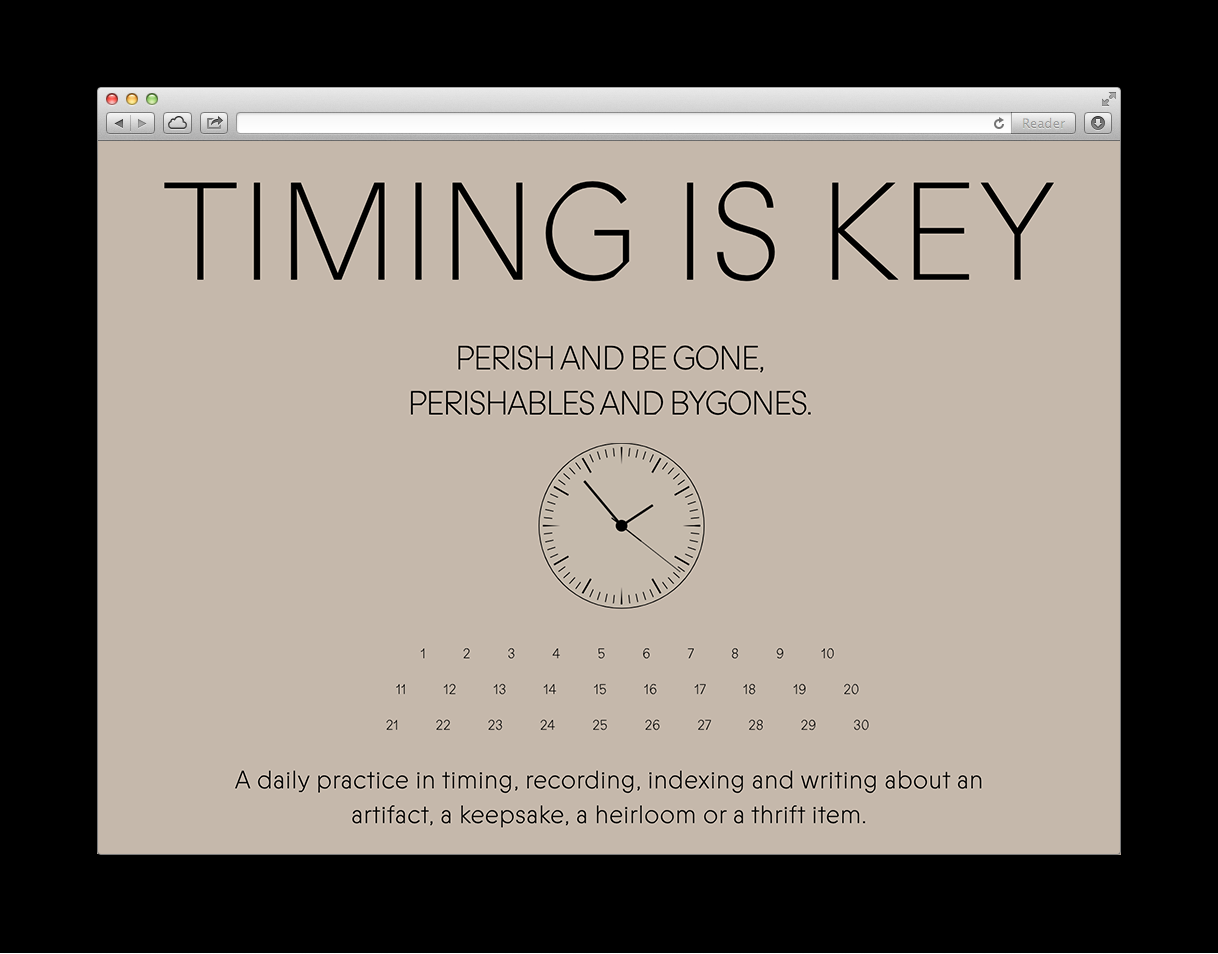 Reader
TIMING IS KEY
PERISH AND BE GONE,
PERISHABLES AND BYGONES.
1 2 3 4 5 6 7 8 9 10
11 12 13 14 15 16 17 18 19 20
21 22 23 24 25 26 27 28 29 30
A daily practice in timing, recording, indexing and writing about an
artifact, a keepsake, a heirloom or a thrift item.